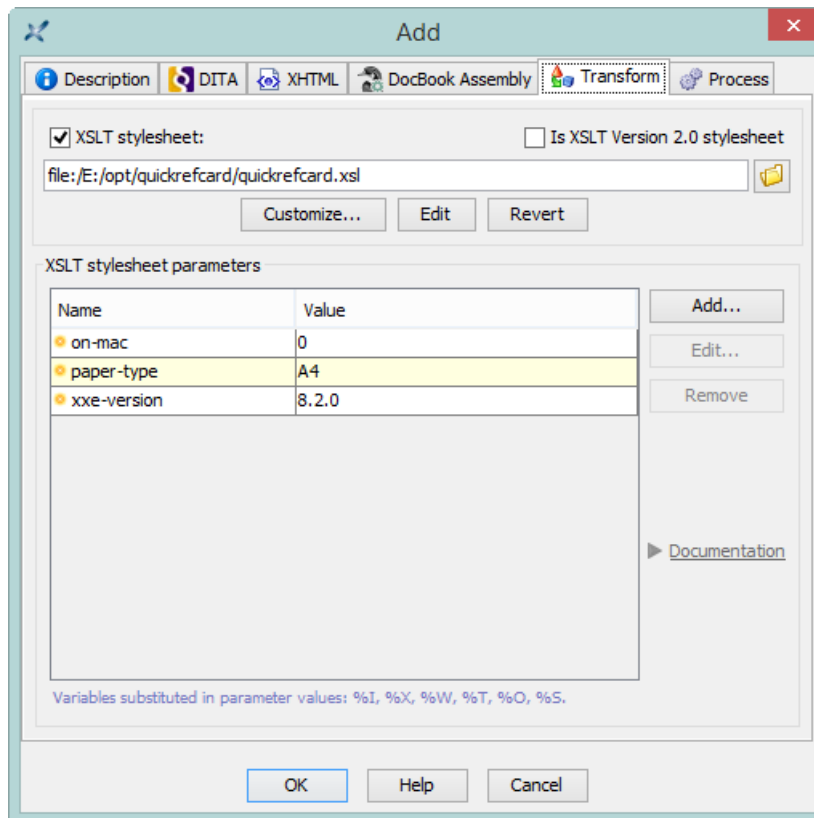 Add
Description DITA XHTML DocBook Assembly Transform Process
XSLT stylesheet: Is XSLT Version 2.0 stylesheet
file:/E:/opt/quickrefcard/quickrefcard.xsl
Customize... Edit Revert
XSLT stylesheet parameters
Name Value Add...
on-mac 0 Edit...
paper-type A4
xxe-version 8.2.0 Remove
Documentation
Variables substituted in parameter values: %I, %X, %W, %T, %O, %S.
OK Help Cancel